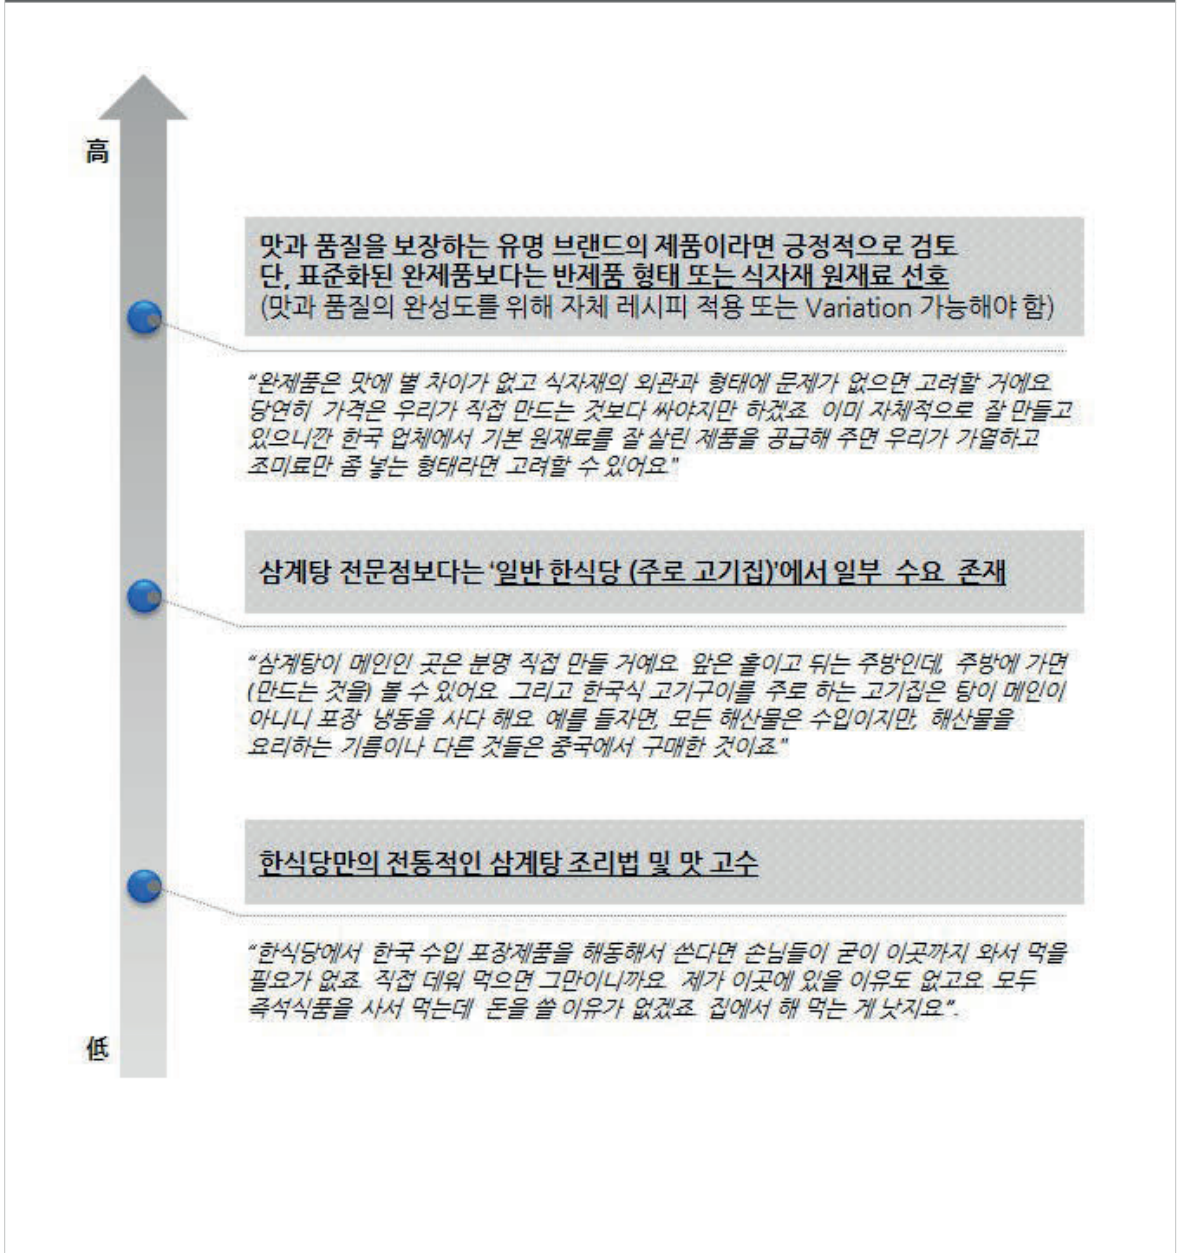 高
맛과 품질을 보장하는 유명 브랜드의 제품이라면 긍정적으로 검토
단, 표준화된 완제품보다는 반제품 형태 또는 식자재 원재료 선호
(맛과 품질의 완성도를 위해 자체 레시피 적용 또는 Variation 가능해야 함)
“완제품은 맛에 별 차이가 없고 식자재의 외관과 형태에 문제가 없으면 고려할 거에요.
당연히 가격은 우리가 직접 만드는 것보다 싸야지만 하겠죠. 이미 자체적으로 잘 만들고
있으니깐 한국 업체에서 기본 원재료를 잘 살린 제품을 공급해 주면 우리가 가열하고
조미료만 좀 넣는 형태라면 고려할 수 있어요.”
삼계탕 전문점보다는 ‘일반 한식당 (주로 고기집)’에서 일부 수요 존재
“삼계탕이 메인인 곳은 분명 직접 만들 거예요. 앞은 홀이고 뒤는 주방인데, 주방에 가면
(만드는 것을) 볼 수 있어요. 그리고 한국식 고기구이를 주로 하는 고기집은 탕이 메인이
아니니 포장 냉동을 사다 해요. 예를 들자면, 모든 해산물은 수입이지만, 해산물을
요리하는 기름이나 다른 것들은 중국에서 구매한 것이죠.”
한식당만의 전통적인 삼계탕 조리법 및 맛 고수
“한식당에서 한국 수입 포장제품을 해동해서 쓴다면 손님들이 굳이 이곳까지 와서 먹을
필요가 없죠. 직접 데워 먹으면 그만이니까요. 제가 이곳에 있을 이유도 없고요. 모두
즉석식품을 사서 먹는데 돈을 쓸 이유가 없겠죠. 집에서 해 먹는 게 낫지요”.
低